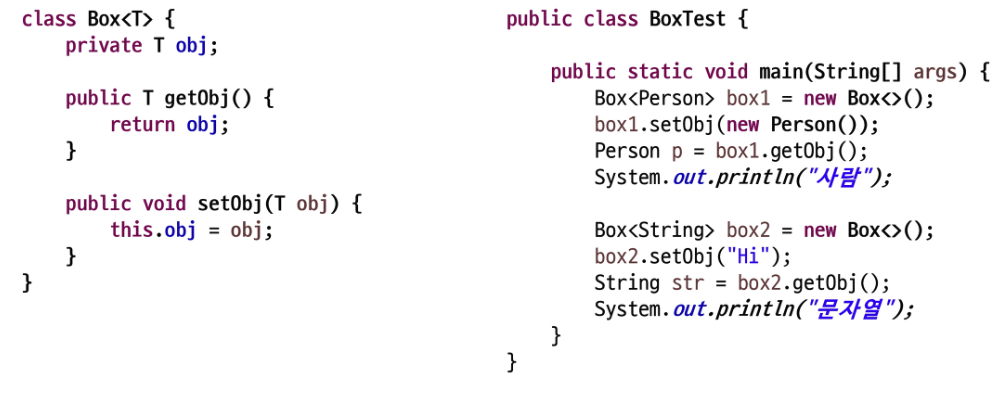 class Box<T> {
private T obj;
public T getObj() {
return obj;
}
public void setObj(T obj) {
this.obj = obj;
}
}
public class BoxTest {
public static void main(String[] args) {
Box<Person> box1 = new Box<>();
box1.setObj(new Person());
Person p = box1.getObj();
System.out.println("사람");
Box<String> box2 = new Box<>();
box2.setObj("Hi");
String str = box2.getObj();
System.out.println("문자열");
}
}